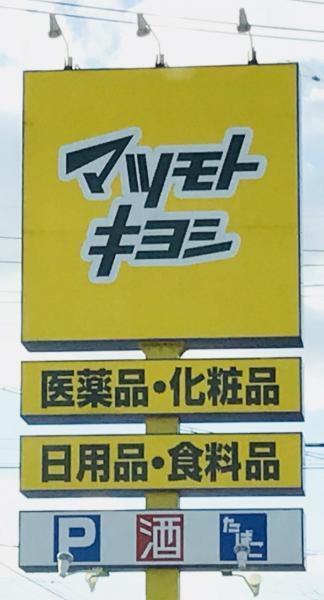 マツモト
キヨシ
医薬品・化粧品
日用品・食料品
P 酒 たばこ